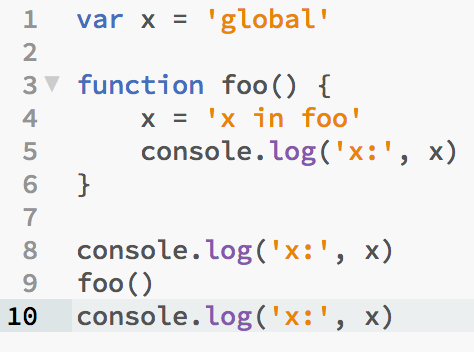 1 var x = 'global'
2
3 function foo() {
4     x = 'x in foo'
5     console.log('x:', x)
6 }
7
8 console.log('x:', x)
9 foo()
10 console.log('x:', x)